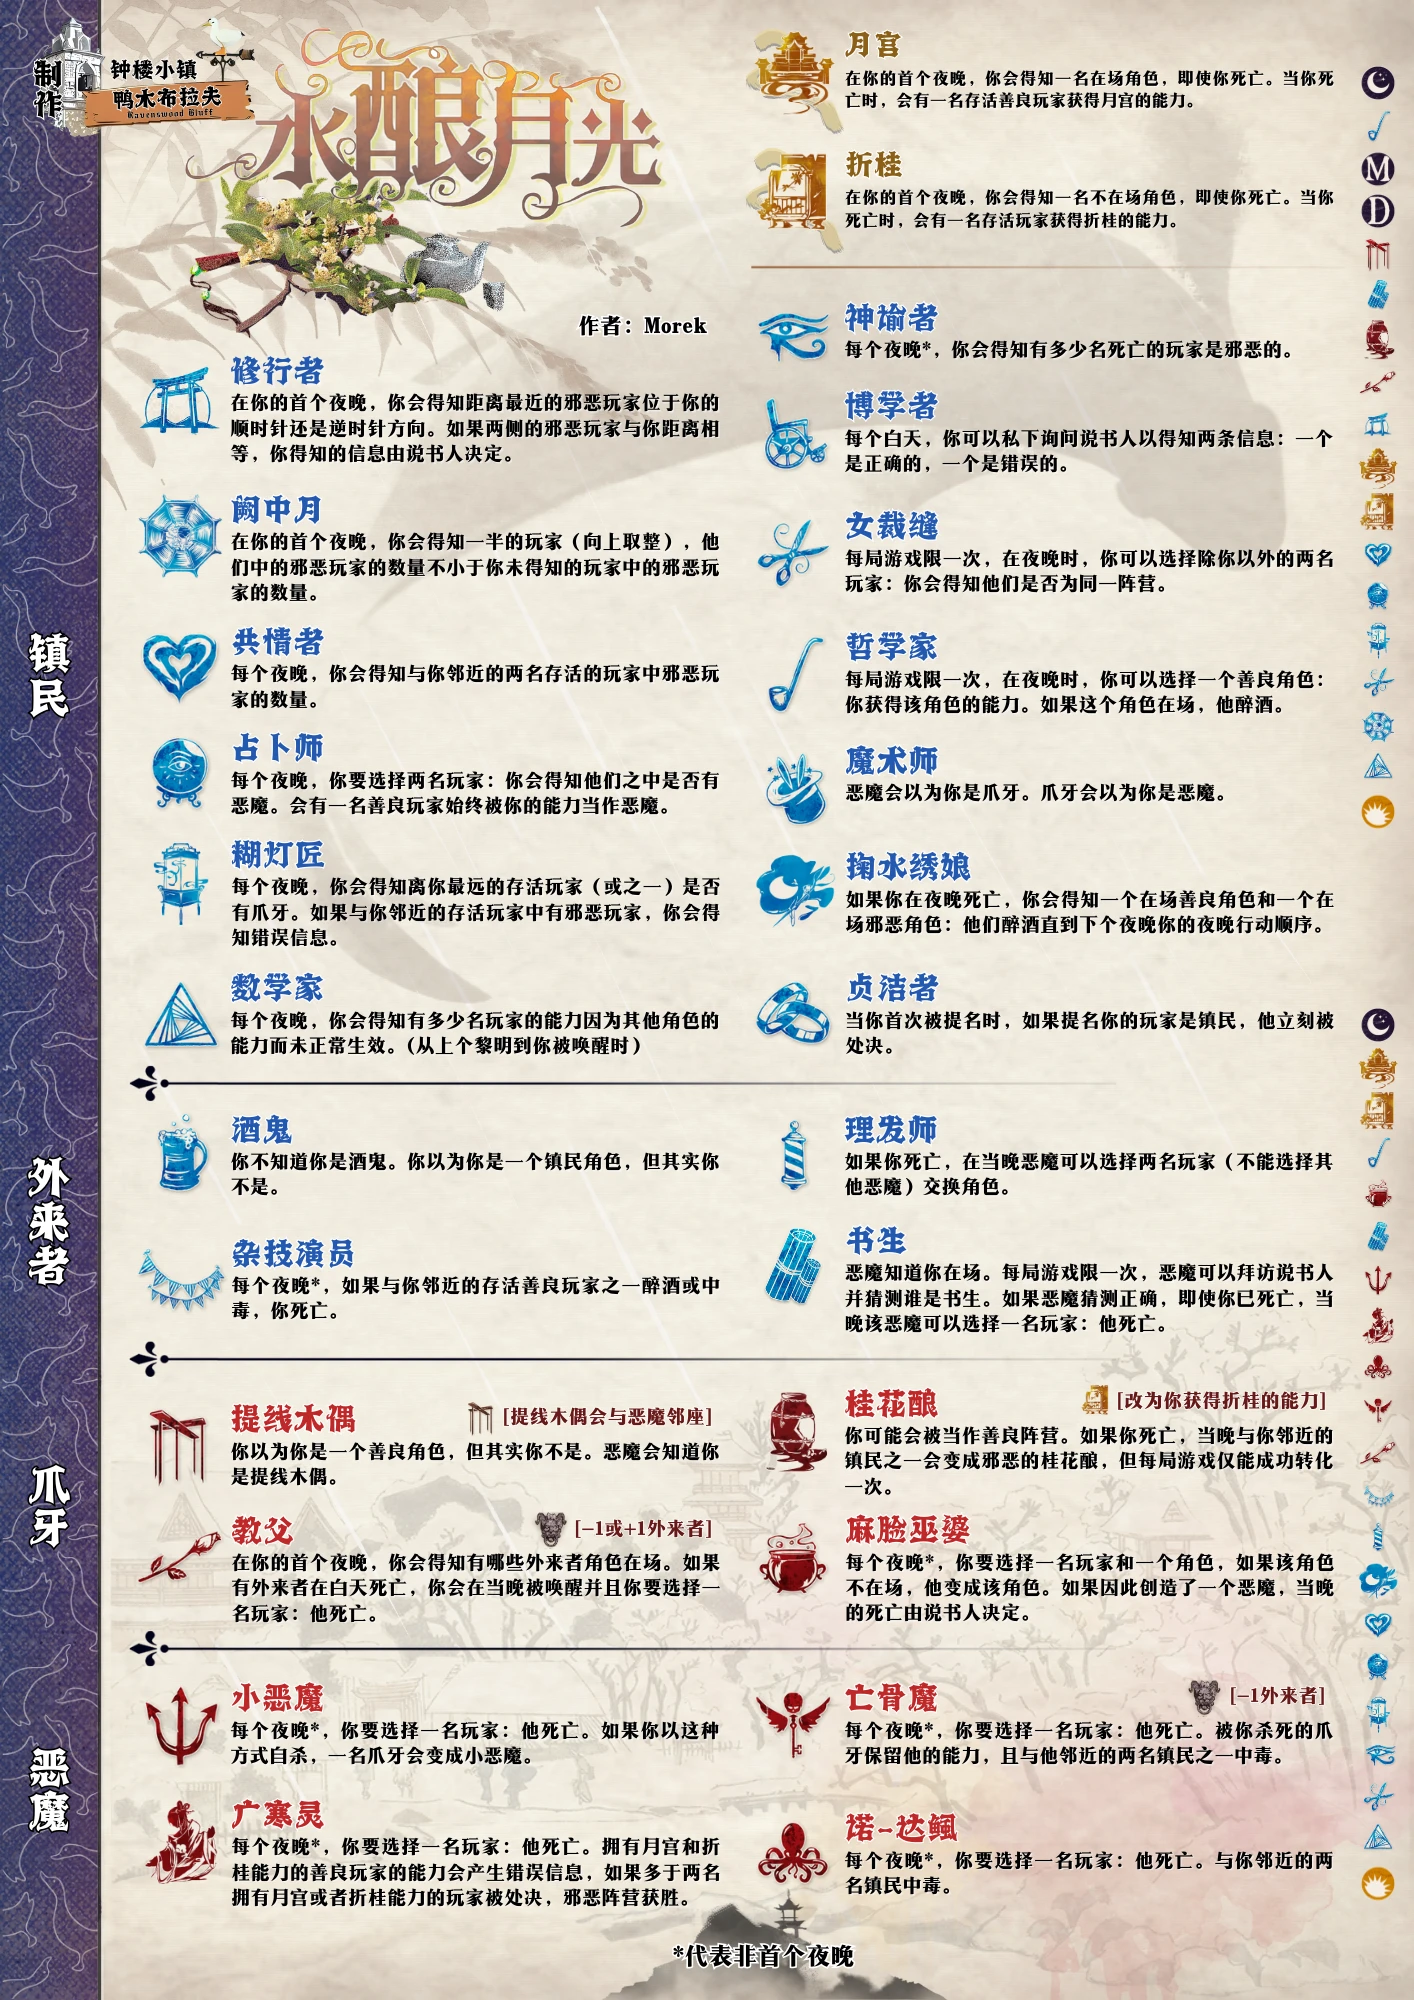 制作
钟楼小镇
鸭木布拉夫
Ravenswood Bluff
水酿月光
作者：Morek
月宫
在你的首个夜晚，你会得知一名在场角色，即使你死亡。当你死
亡时，会有一名存活善良玩家获得月宫的能力。
折桂
在你的首个夜晚，你会得知一名不在场角色，即使你死亡。当你
死亡时，会有一名存活玩家获得折桂的能力。
镇民
修行者
在你的首个夜晚，你会得知距离最近的邪恶玩家位于你的
顺时针还是逆时针方向。如果两侧的邪恶玩家与你距离相
等，你得知的信息由说书人决定。
阙中月
在你的首个夜晚，你会得知一半的玩家（向上取整），他
们中的邪恶玩家的数量不小于你未得知的玩家中的邪恶玩
家的数量。
共情者
每个夜晚，你会得知与你邻近的两名存活的玩家中邪恶玩
家的数量。
占卜师
每个夜晚，你要选择两名玩家：你会得知他们之中是否有
恶魔。会有一名善良玩家始终被你的能力当作恶魔。
糊灯匠
每个夜晚，你会得知离你最远的存活玩家（或之一）是否
有爪牙。如果与你邻近的存活玩家中有邪恶玩家，你会得
知错误信息。
数学家
每个夜晚，你会得知有多少名玩家的能力因为其他角色的
能力而未正常生效。(从上个黎明到你被唤醒时）
神谕者
每个夜晚*，你会得知有多少名死亡的玩家是邪恶的。
博学者
每个白天，你可以私下询问说书人以得知两条信息：一个
是正确的，一个是错误的。
女裁缝
每局游戏限一次，在夜晚时，你可以选择除你以外的两名
玩家：你会得知他们是否为同一阵营。
哲学家
每局游戏限一次，在夜晚时，你可以选择一个善良角色：
你获得该角色的能力。如果这个角色在场，他醉酒。
魔术师
恶魔会以为你是爪牙。爪牙会以为你是恶魔。
掬水绣娘
如果你在夜晚死亡，你会得知一个在场善良角色和一个在
场邪恶角色：他们醉酒直到下个夜晚你的夜晚行动顺序。
贞洁者
当你首次被提名时，如果提名你的玩家是镇民，他立刻被
处决。
外来者
酒鬼
你不知道你是酒鬼。你以为你是一个镇民角色，但其实你
不是。
杂技演员
每个夜晚*，如果与你邻近的存活善良玩家之一醉酒或中
毒，你死亡。
理发师
如果你死亡，在当晚恶魔可以选择两名玩家（不能选择其
他恶魔）交换角色。
书生
恶魔知道你在场。每局游戏限一次，恶魔可以拜访说书人
并猜测谁是书生。如果恶魔猜测正确，即使你已死亡，当
晚该恶魔可以选择一名玩家：他死亡。
爪牙
提线木偶
[提线木偶会与恶魔邻座]
你以为你是一个善良角色，但其实你不是。恶魔会知道你
是提线木偶。
教父
[−1或+1外来者]
在你的首个夜晚，你会得知有哪些外来者角色在场。如果
有外来者在白天死亡，你会在当晚被唤醒并且你要选择一
名玩家：他死亡。
桂花酿
[改为你获得折桂的能力]
你可能会被当作善良阵营。如果你死亡，当晚与你邻近的
镇民之一会变成邪恶的桂花酿，但每局游戏仅能成功转化
一次。
麻脸巫婆
每个夜晚*，你要选择一名玩家和一个角色，如果该角色
不在场，他变成该角色。如果因此创造了一个恶魔，当晚
的死亡由说书人决定。
恶魔
小恶魔
每个夜晚*，你要选择一名玩家：他死亡。如果你以这种
方式自杀，一名爪牙会变成小恶魔。
广寒灵
每个夜晚*，你要选择一名玩家：他死亡。拥有月宫和折
桂能力的善良玩家的能力会产生错误信息，如果多于两名
拥有月宫或者折桂能力的玩家被处决，邪恶阵营获胜。
亡骨魔
[−1外来者]
每个夜晚*，你要选择一名玩家：他死亡。被你杀死的爪
牙保留他的能力，且与他邻近的两名镇民之一中毒。
诺-达鲺
每个夜晚*，你要选择一名玩家：他死亡。与你邻近的两
名镇民中毒。
*代表非首个夜晚
M
D